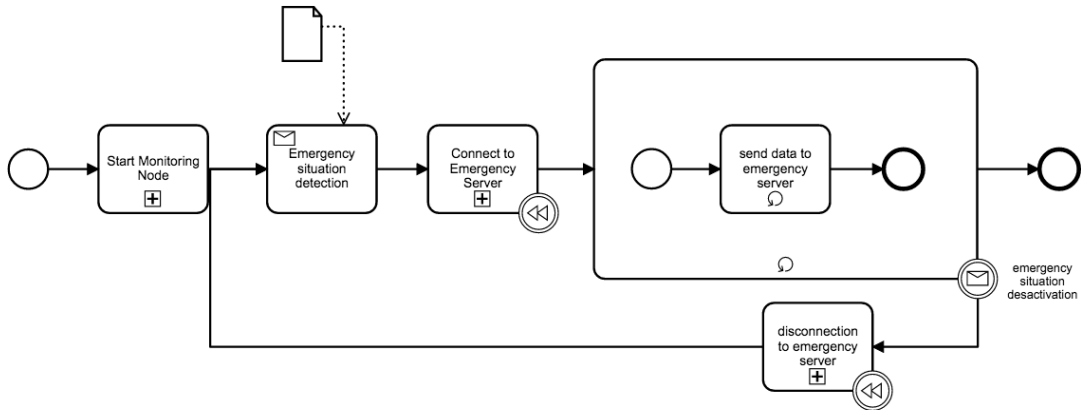 Start Monitoring
Node
Emergency
situation
detection
Connect to
Emergency
Server
send data to
emergency
server
emergency
situation
desactivation
disconnection
to emergency
server